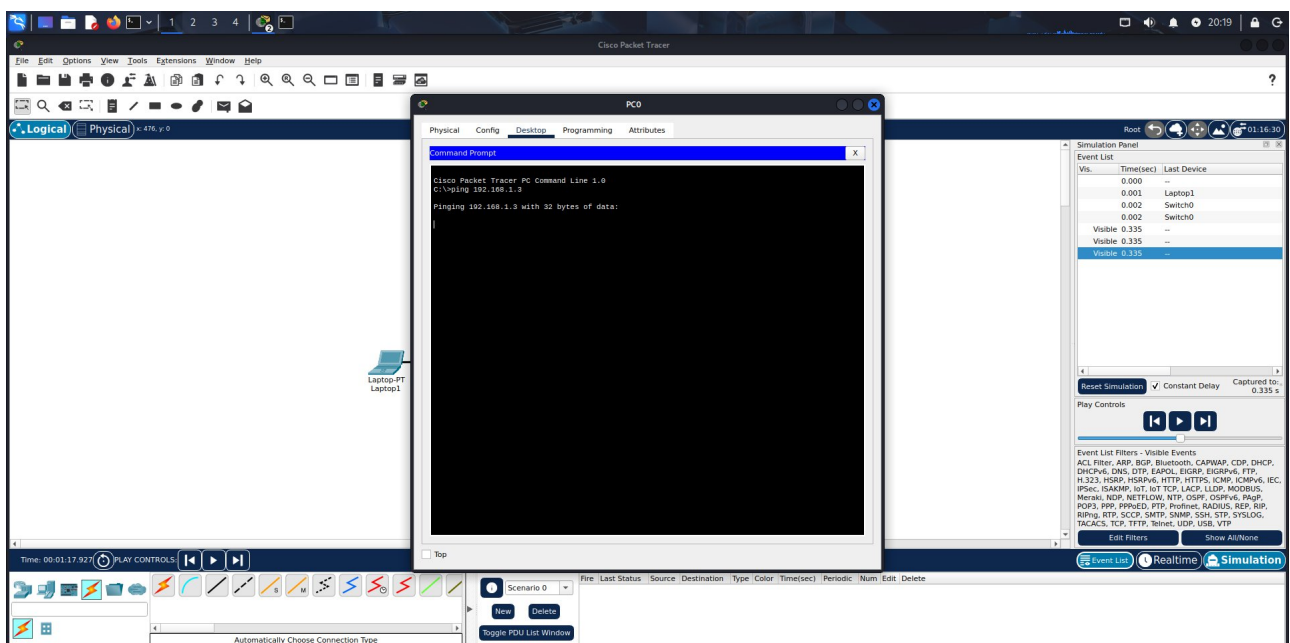 1 2 3 4 2 20:19
Cisco Packet Tracer
File Edit Options View Tools Extensions Window Help
?
Logical Physical x: 476, y: 0 Root 01:16:30
PC0
Physical Config Desktop Programming Attributes
Command Prompt X
Cisco Packet Tracer PC Command Line 1.0
C:\>ping 192.168.1.3
Pinging 192.168.1.3 with 32 bytes of data:
Top
Laptop-PT
Laptop1
Simulation Panel
Event List
Vis. Time(sec) Last Device
0.000 --
0.001 Laptop1
0.002 Switch0
0.002 Switch0
Visible 0.335 --
Visible 0.335 --
Visible 0.335 --
Reset Simulation Constant Delay Captured to:
0.335 s
Play Controls
Event List Filters - Visible Events
ACL Filter, ARP, BGP, Bluetooth, CAPWAP, CDP, DHCP,
DHCPv6, DNS, DTP, EAPOL, EIGRP, EIGRPv6, FTP,
H.323, HSRP, HSRPv6, HTTP, HTTPS, ICMP, ICMPv6, IEC,
IPSec, ISAKMP, IoT, IoT TCP, LACP, LLDP, MODBUS,
Meraki, NDP, NETFLOW, NTP, OSPF, OSPFv6, PAgP,
POP3, PPP, PPPoED, PTP, Profinet, RADIUS, REP, RIP,
RIPng, RTP, SCCP, SMTP, SNMP, SSH, STP, SYSLOG,
TACACS, TCP, TFTP, Telnet, UDP, USB, VTP
Edit Filters Show All/None
Time: 00:01:17.927 PLAY CONTROLS: Event List Realtime Simulation
Scenario 0
New Delete
Toggle PDU List Window
Fire Last Status Source Destination Type Color Time(sec) Periodic Num Edit Delete
Automatically Choose Connection Type